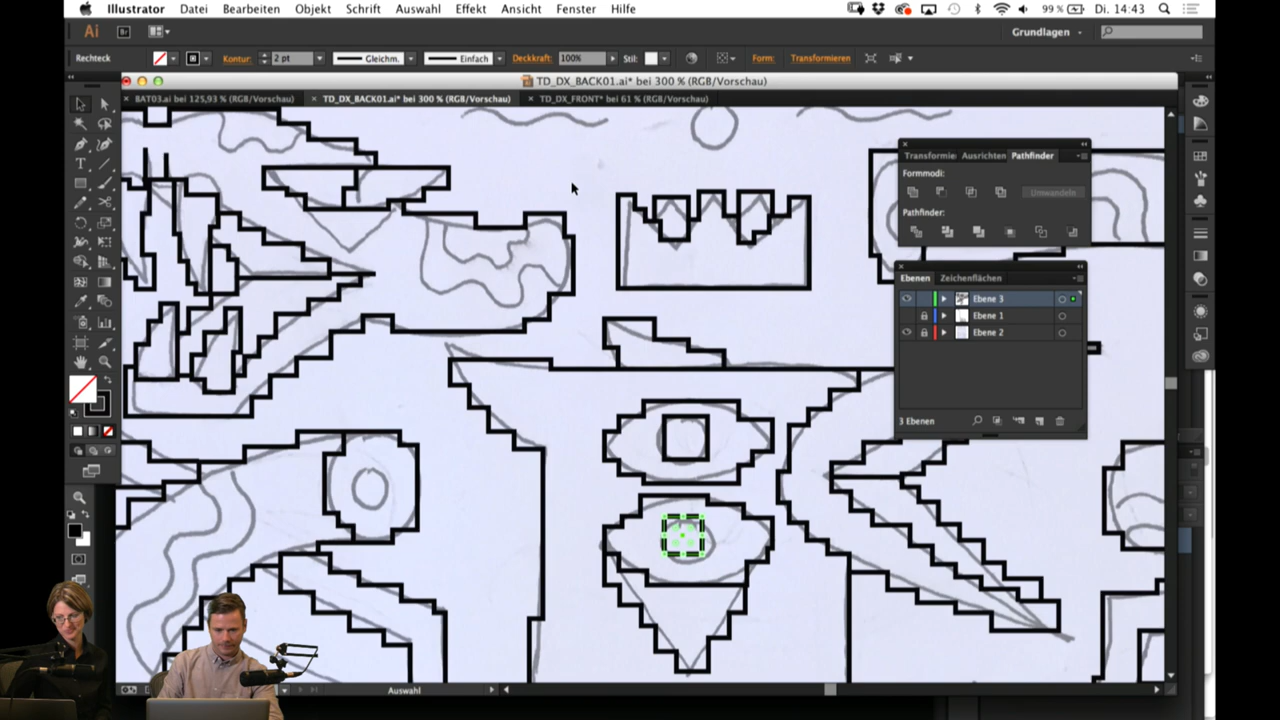 Illustrator Datei Bearbeiten Objekt Schrift Auswahl Effekt Ansicht Fenster Hilfe 99 % Di. 14:43
Ai Br Grundlagen
Rechteck Kontur: 2 pt Gleichm. Einfach Deckkraft: 100% Stil: Form: Transformieren
TD_DX_BACK01.ai* bei 300 % (RGB/Vorschau)
BAT03.ai bei 125,93 % (RGB/Vorschau) TD_DX_BACK01.ai* bei 300 % (RGB/Vorschau) TD_DX_FRONT* bei 61 % (RGB/Vorschau)
Transformie Ausrichten Pathfinder
Formmodi:
Umwandeln
Pathfinder:
Ebenen Zeichenflächen
Ebene 3
Ebene 1
Ebene 2
3 Ebenen
Auswahl